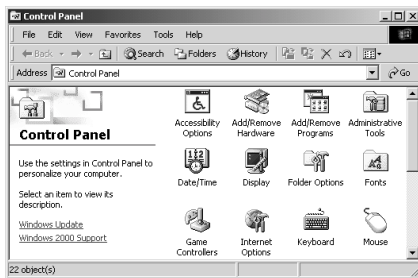 Control Panel
File Edit View Favorites Tools Help
Back Search Folders History
Address Control Panel Go
Control Panel
Use the settings in Control Panel to
personalize your computer.
Select an item to view its
description.
Windows Update
Windows 2000 Support
Accessibility Options
Add/Remove Hardware
Add/Remove Programs
Administrative Tools
Date/Time
Display
Folder Options
Fonts
Game Controllers
Internet Options
Keyboard
Mouse
22 object(s)